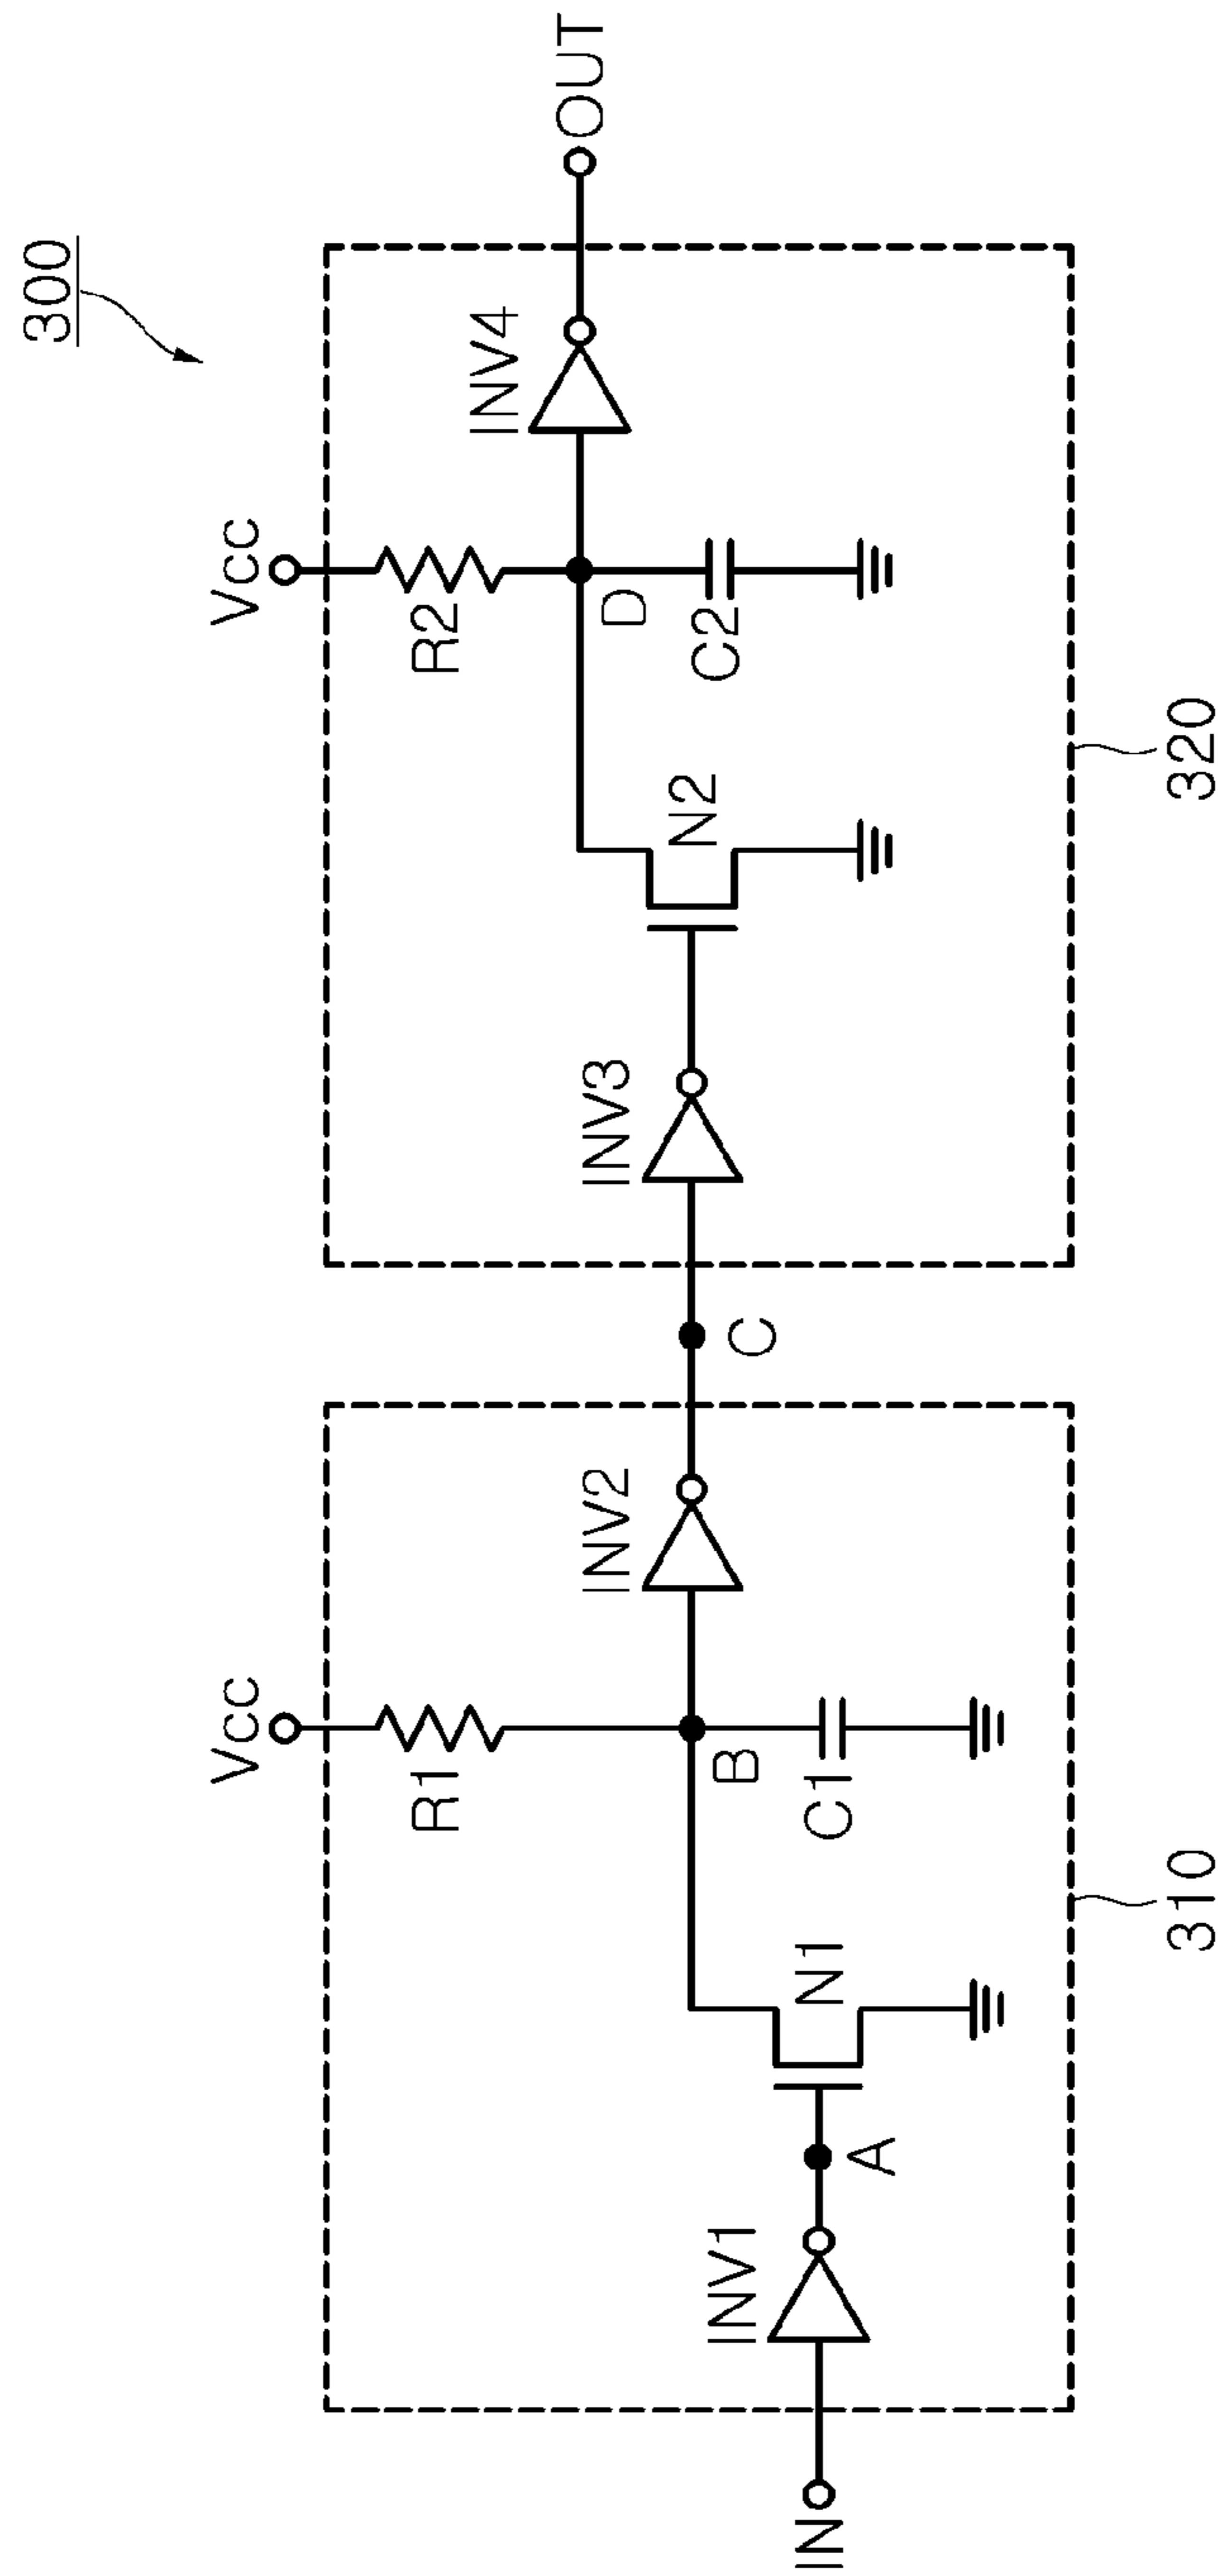 300
Vcc
Vcc
R1
R2
INV1
A
N1
B
C1
INV2
C
INV3
N2
D
C2
INV4
IN
OUT
310
320